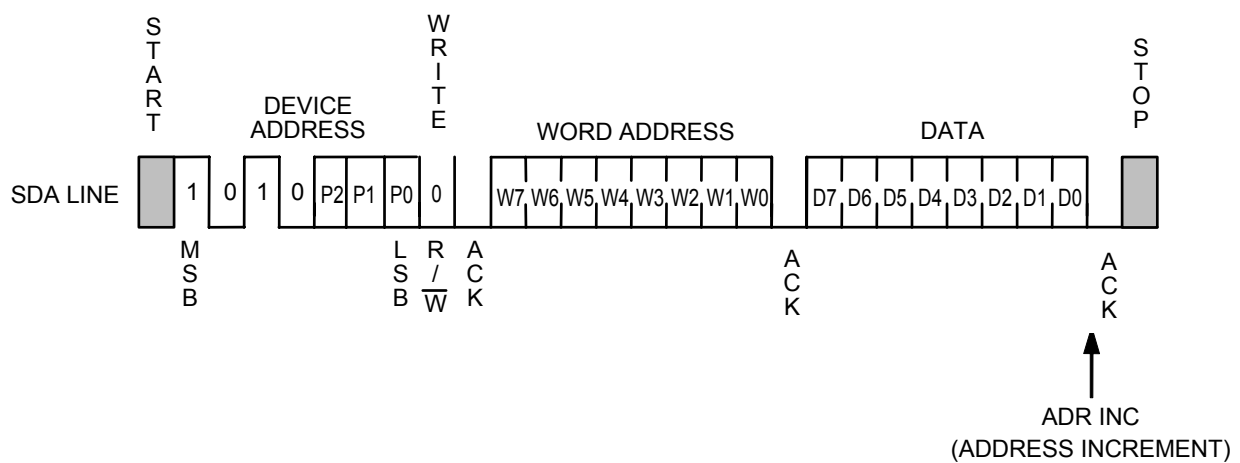 START
WRITE
STOP
DEVICE
ADDRESS
WORD ADDRESS
DATA
SDA LINE
1 0 1 0 P2 P1 P0 0 W7 W6 W5 W4 W3 W2 W1 W0 D7 D6 D5 D4 D3 D2 D1 D0
MSB
LSB
R/W̅
ACK
ACK
ACK
ADR INC
(ADDRESS INCREMENT)